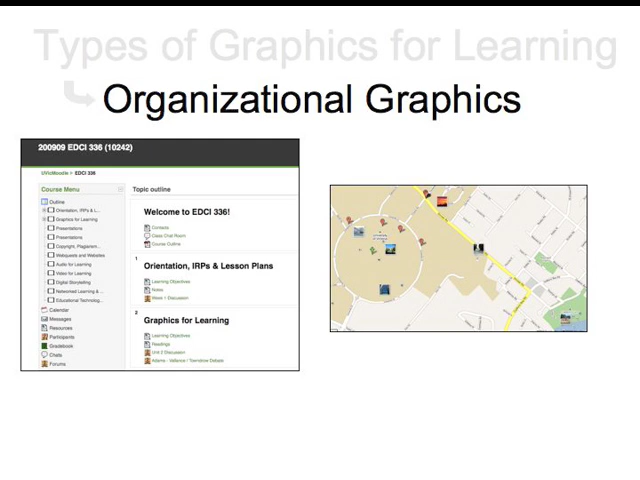 Types of Graphics for Learning
Organizational Graphics
200909 EDCI 336 (10242)
UVicMoodle > EDCI 336
Course Menu
Outline
Orientation, IRPs & L...
Graphics for Learning
Presentations
Presentations
Copyright, Plagiarism...
Webquests and Websites
Audio for Learning
Video for Learning
Digital Storytelling
Networked Learning & ...
Educational Technolog...
Calendar
Messages
Resources
Participants
Gradebook
Chats
Forums
Topic outline
Welcome to EDCI 336!
Contacts
Class Chat Room
Course Outline
1
Orientation, IRPs & Lesson Plans
Learning Objectives
Notes
Week 1 Discussion
2
Graphics for Learning
Learning Objectives
Readings
Unit 2 Discussion